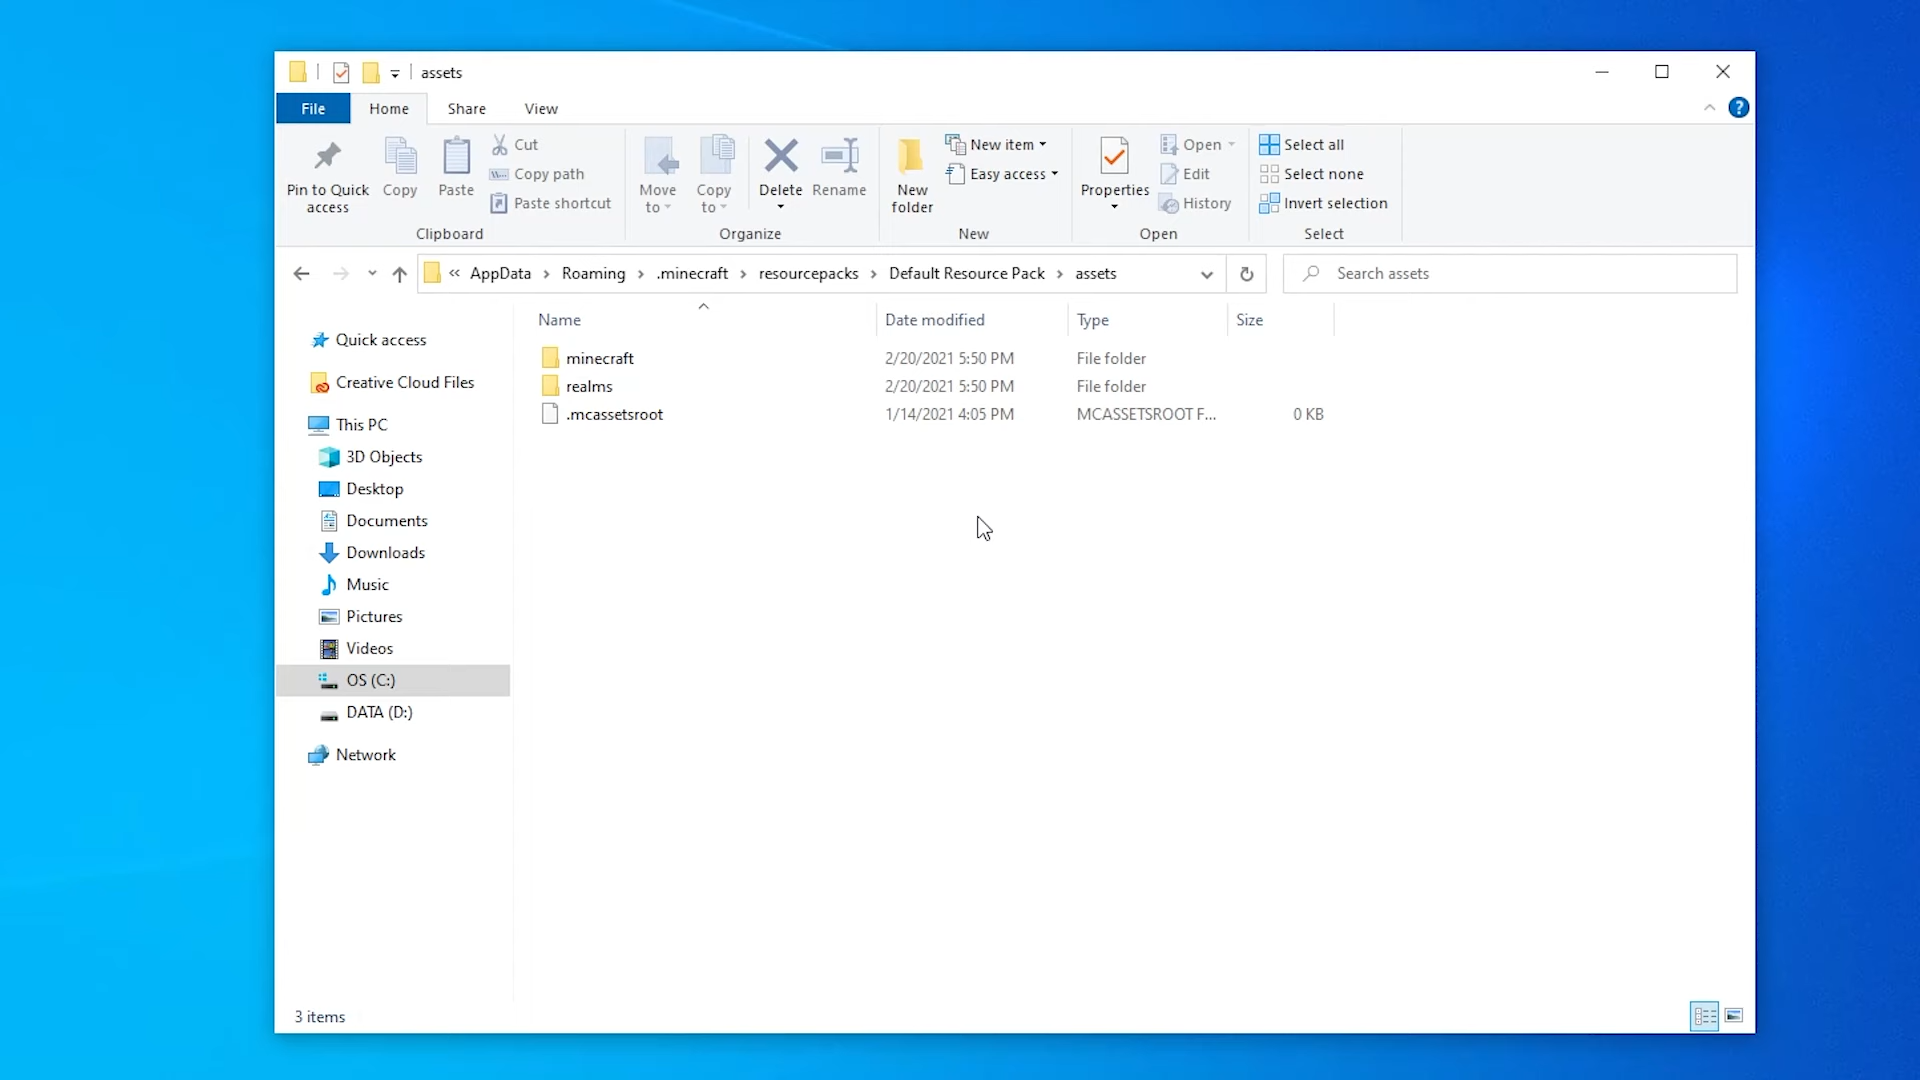 assets
File Home Share View
Pin to Quick access
Copy
Paste
Cut
Copy path
Paste shortcut
Clipboard
Move to
Copy to
Delete
Rename
Organize
New folder
New item
Easy access
New
Properties
Open
Edit
History
Open
Select all
Select none
Invert selection
Select
« AppData › Roaming › .minecraft › resourcepacks › Default Resource Pack › assets
Search assets
Name Date modified Type Size
minecraft 2/20/2021 5:50 PM File folder
realms 2/20/2021 5:50 PM File folder
.mcassetsroot 1/14/2021 4:05 PM MCASSETSROOT F... 0 KB
Quick access
Creative Cloud Files
This PC
3D Objects
Desktop
Documents
Downloads
Music
Pictures
Videos
OS (C:)
DATA (D:)
Network
3 items